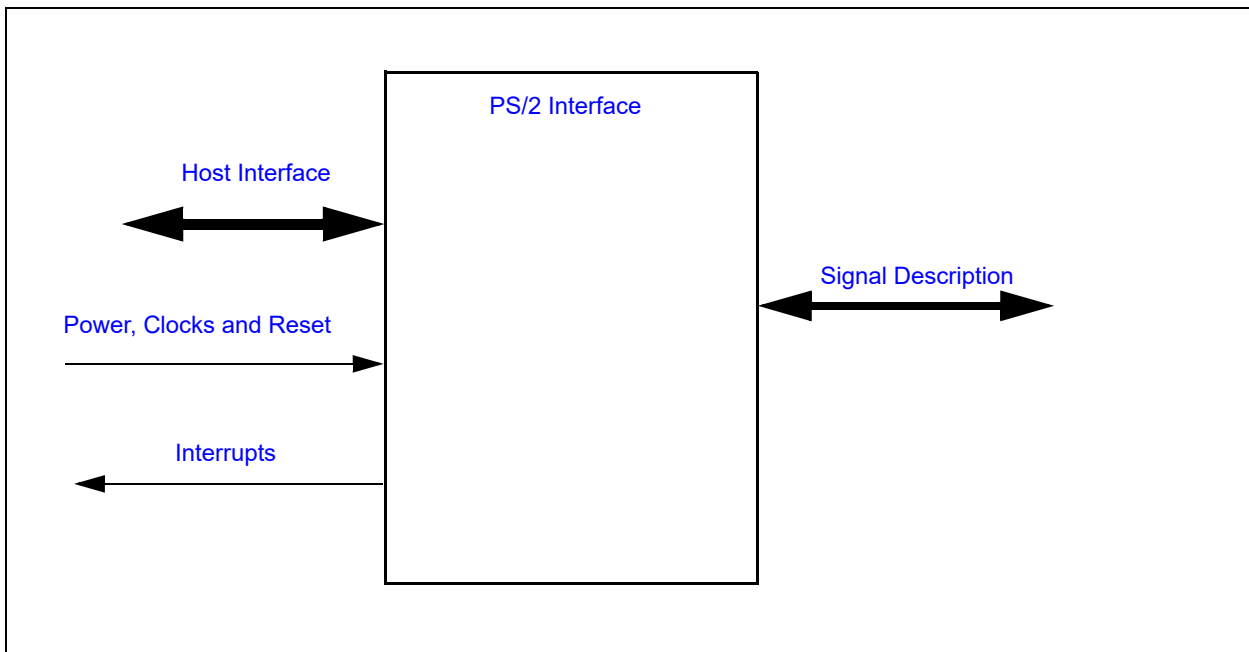 PS/2 Interface
Host Interface
Signal Description
Power, Clocks and Reset
Interrupts